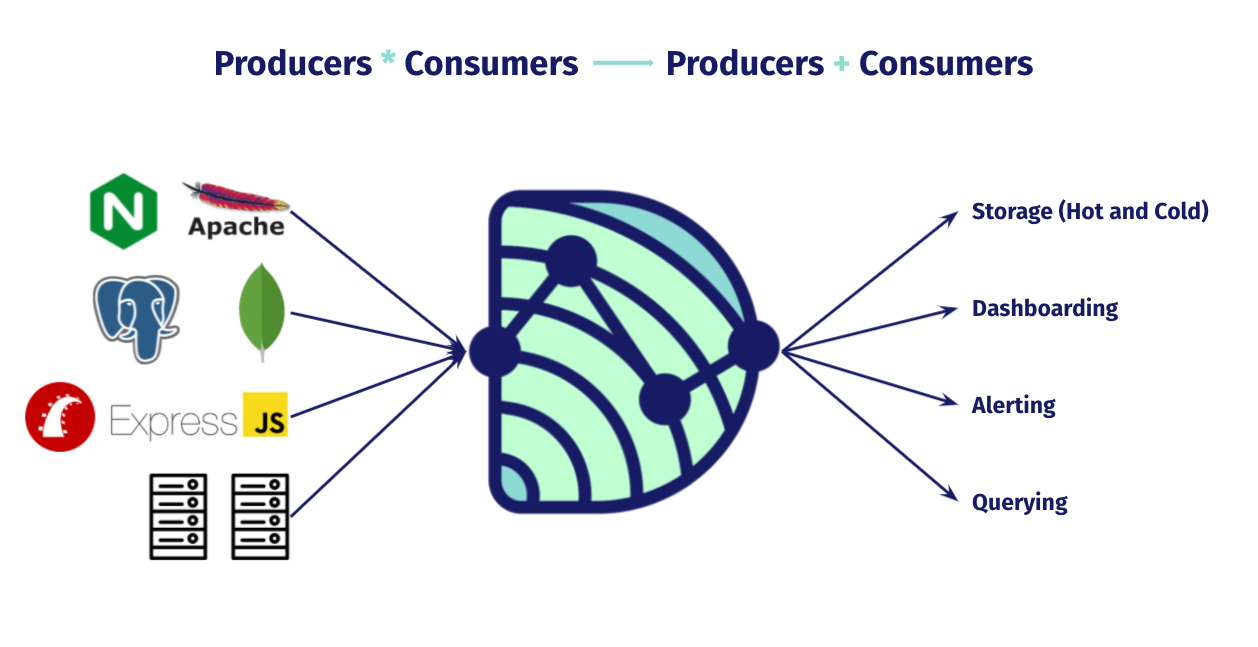 Producers * Consumers → Producers + Consumers
N
Apache
Storage (Hot and Cold)
Dashboarding
Express JS
Alerting
Querying